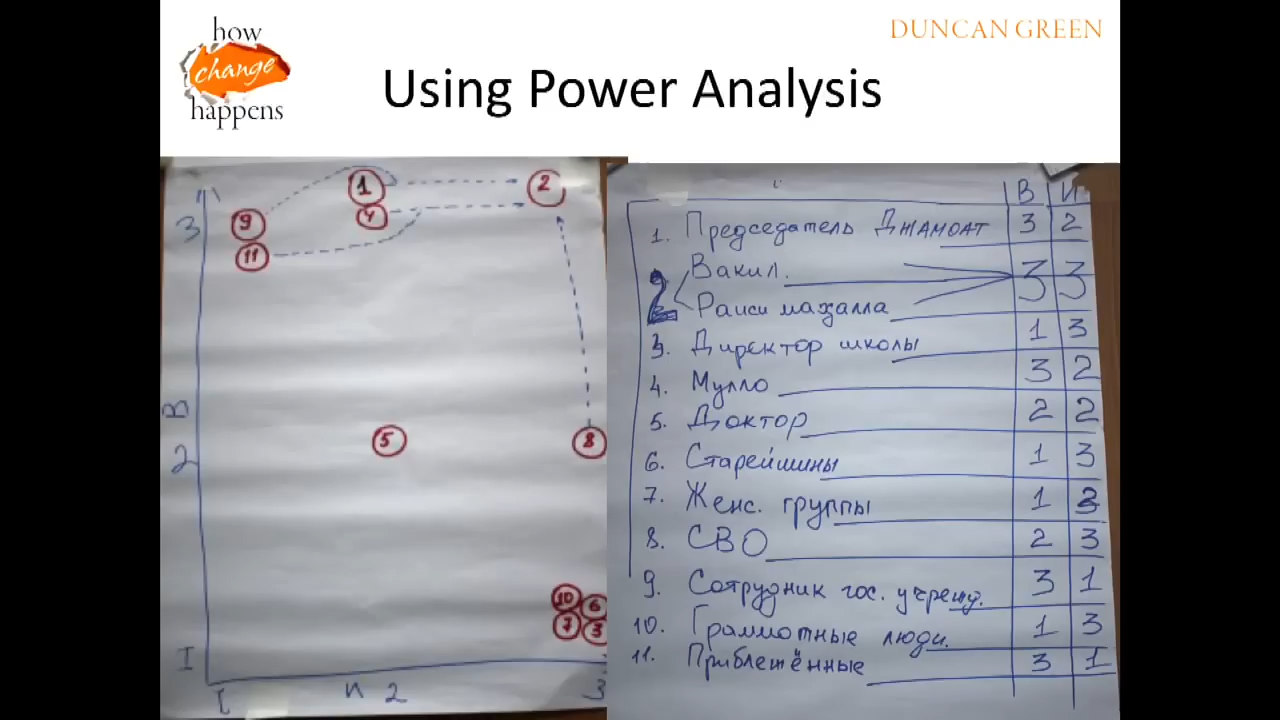 how
change
happens
DUNCAN GREEN
Using Power Analysis
1
2
9
4
11
3
В
2
5
8
10
6
7
3
I
1
И 2
3
В И
1. Председатель Джамоат 3 2
2 Вакил. 3 3
Раиси маҳалла
3. Директор школы 1 3
4. Мулло 3 2
5. Доктор 2 2
6. Старейшины 1 3
7. Женс. группы 1 3
8. СВО 2 3
9. Сотрудник гос. учрежд. 3 1
10. Грамотные люди. 1 3
11. Приблежённые 3 1